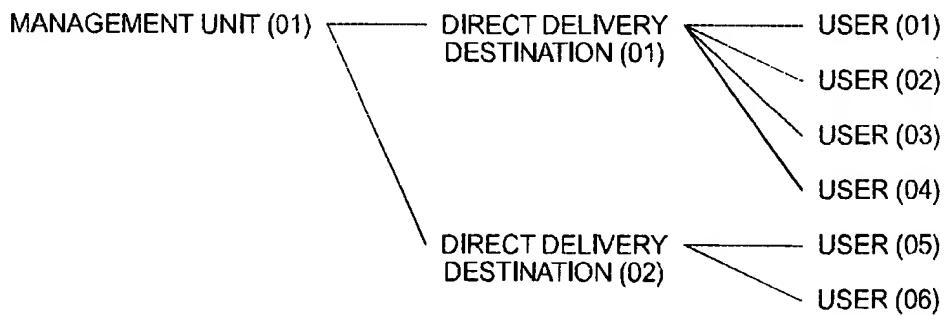 MANAGEMENT UNIT (01)
DIRECT DELIVERY
DESTINATION (01)
USER (01)
USER (02)
USER (03)
USER (04)
DIRECT DELIVERY
DESTINATION (02)
USER (05)
USER (06)